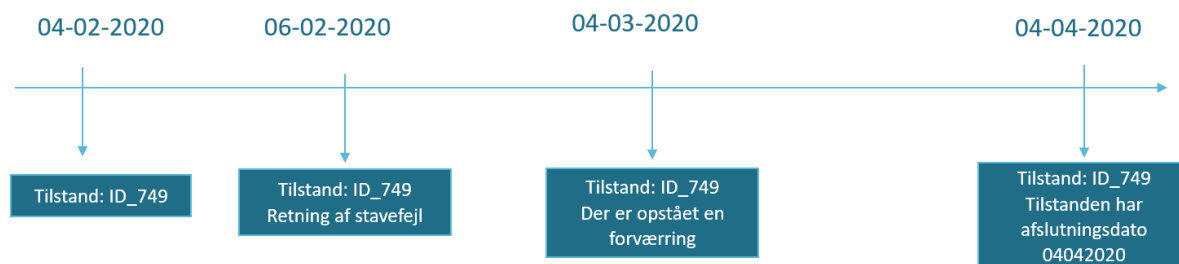 04-02-2020
06-02-2020
04-03-2020
04-04-2020
Tilstand: ID_749
Tilstand: ID_749
Retning af stavefejl
Tilstand: ID_749
Der er opstået en
forværring
Tilstand: ID_749
Tilstanden har
afslutningsdato
04042020